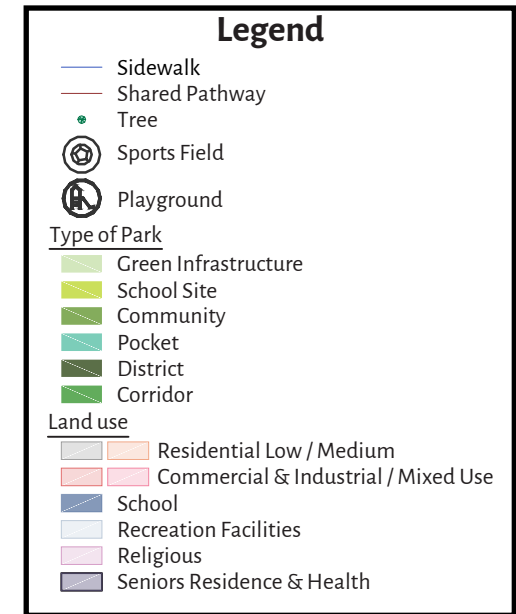 Legend
Sidewalk
Shared Pathway
Tree
Sports Field
Playground
Type of Park
Green Infrastructure
School Site
Community
Pocket
District
Corridor
Land use
Residential Low / Medium
Commercial & Industrial / Mixed Use
School
Recreation Facilities
Religious
Seniors Residence & Health